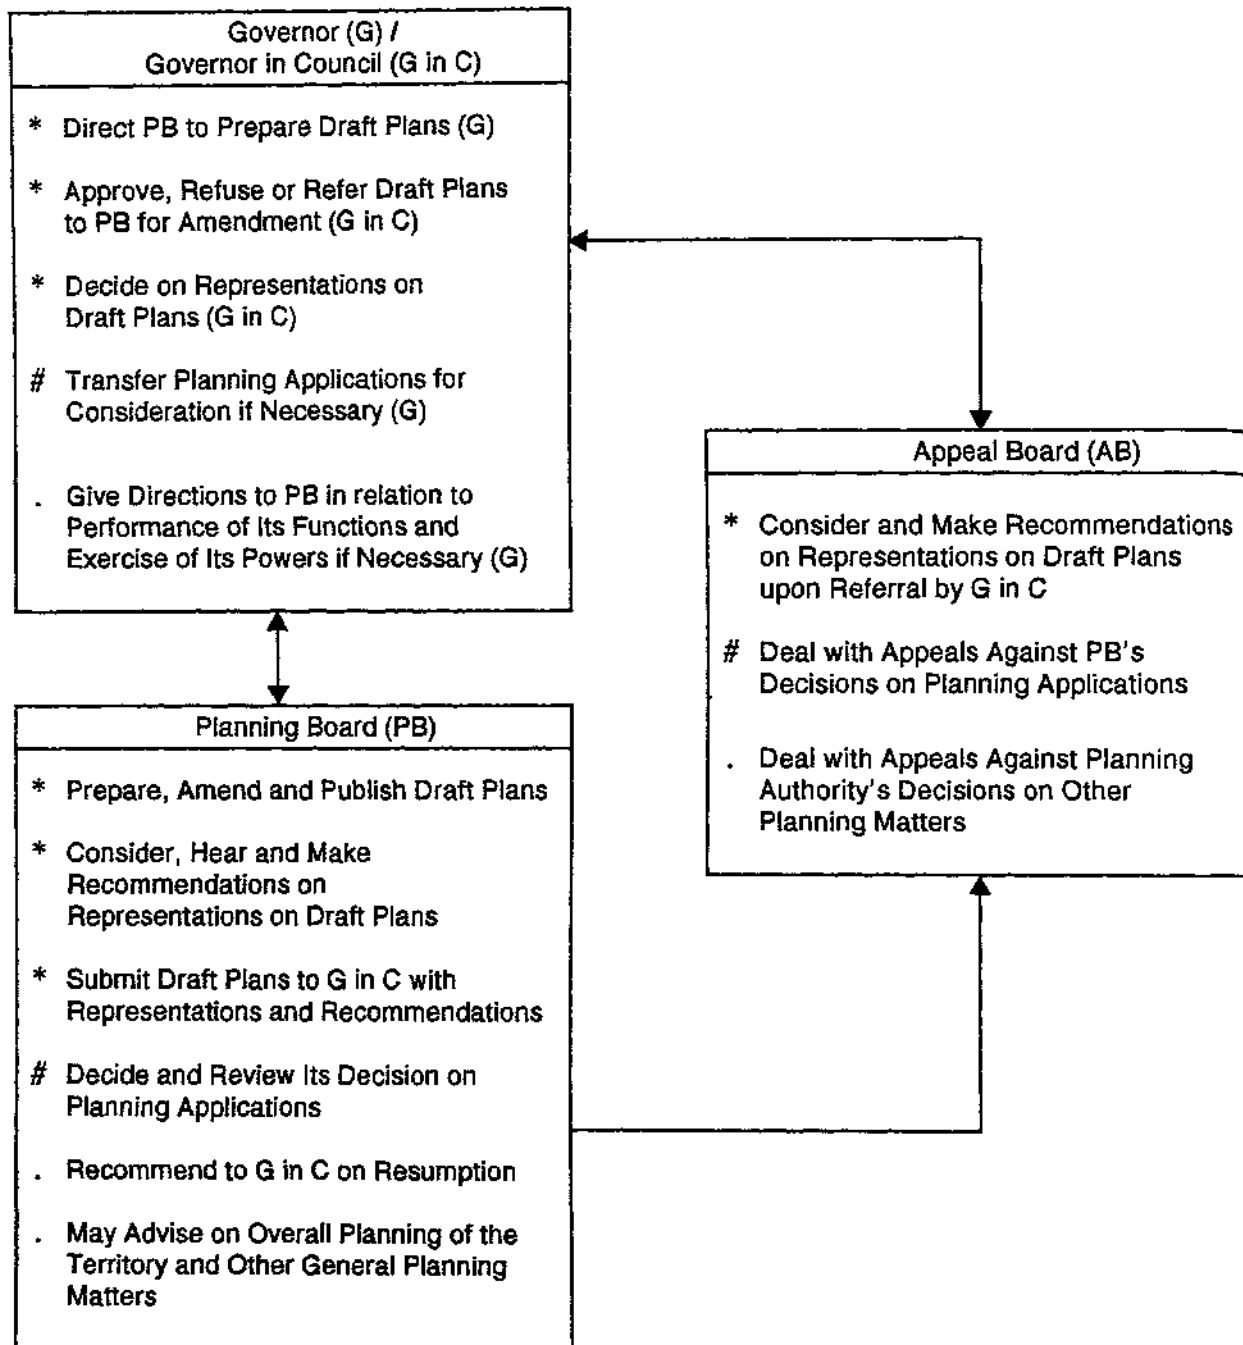 Governor (G) /
Governor in Council (G in C)
* Direct PB to Prepare Draft Plans (G)
* Approve, Refuse or Refer Draft Plans
to PB for Amendment (G in C)
* Decide on Representations on
Draft Plans (G in C)
# Transfer Planning Applications for
Consideration if Necessary (G)
. Give Directions to PB in relation to
Performance of Its Functions and
Exercise of Its Powers if Necessary (G)
Appeal Board (AB)
* Consider and Make Recommendations
on Representations on Draft Plans
upon Referral by G in C
# Deal with Appeals Against PB's
Decisions on Planning Applications
. Deal with Appeals Against Planning
Authority's Decisions on Other
Planning Matters
Planning Board (PB)
* Prepare, Amend and Publish Draft Plans
* Consider, Hear and Make
Recommendations on
Representations on Draft Plans
* Submit Draft Plans to G in C with
Representations and Recommendations
# Decide and Review Its Decision on
Planning Applications
. Recommend to G in C on Resumption
. May Advise on Overall Planning of the
Territory and Other General Planning
Matters